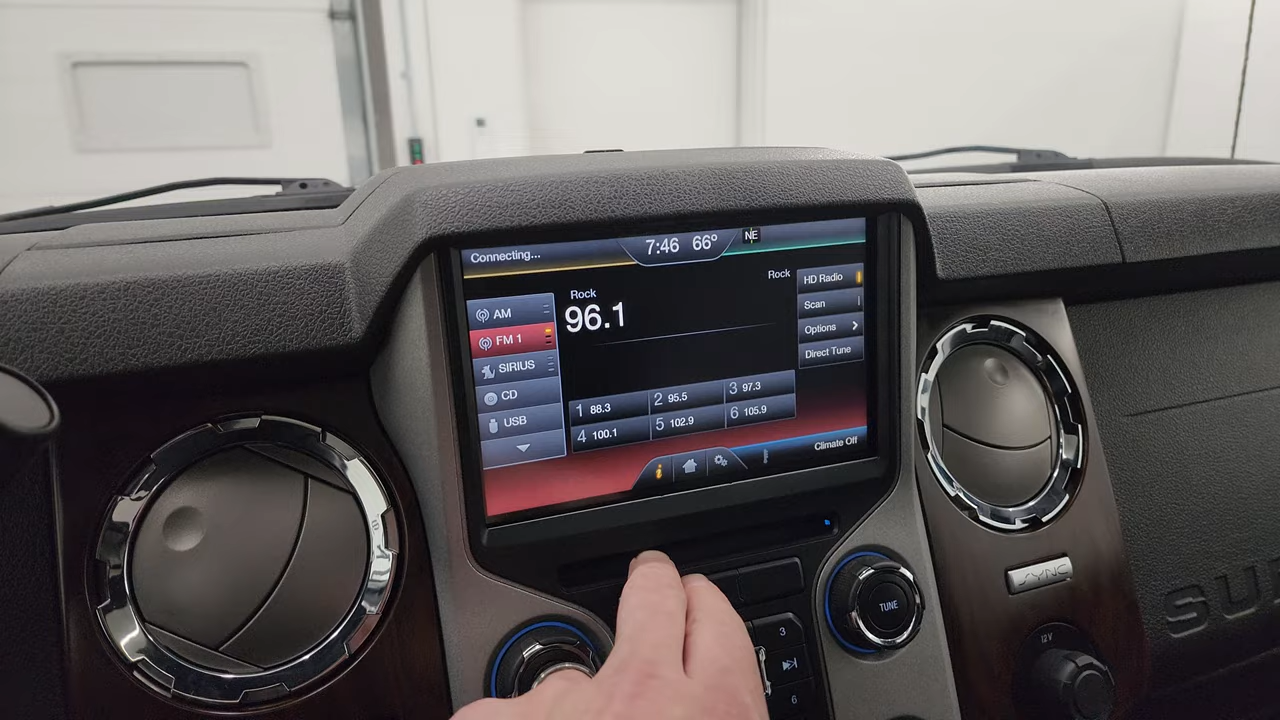 Connecting...
7:46 66°
NE
Rock
HD Radio
Rock
96.1
AM
FM 1
SIRIUS
CD
USB
Scan
Options
Direct Tune
1 88.3
2 95.5
3 97.3
4 100.1
5 102.9
6 105.9
Climate Off
TUNE
3
6
SYNC
12V
SU